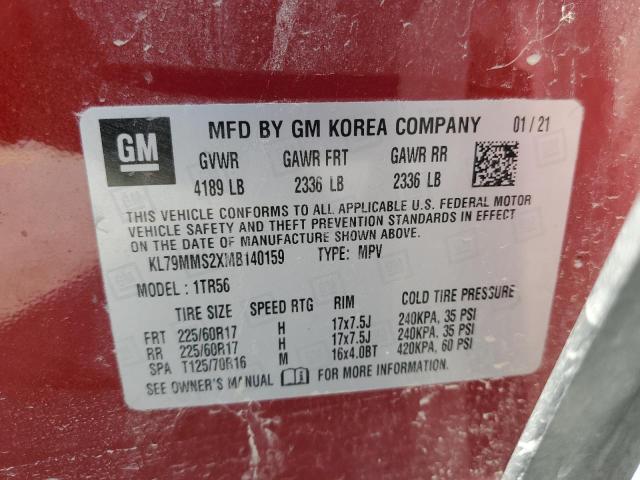 GM
MFD BY GM KOREA COMPANY 01/21
GVWR GAWR FRT GAWR RR
4189 LB 2336 LB 2336 LB
THIS VEHICLE CONFORMS TO ALL APPLICABLE U.S. FEDERAL MOTOR
VEHICLE SAFETY AND THEFT PREVENTION STANDARDS IN EFFECT
ON THE DATE OF MANUFACTURE SHOWN ABOVE.
KL79MMS2XMB140159 TYPE: MPV
MODEL: 1TR56
TIRE SIZE SPEED RTG RIM COLD TIRE PRESSURE
FRT 225/60R17 H 17x7.5J 240KPA, 35 PSI
RR 225/60R17 H 17x7.5J 240KPA, 35 PSI
SPA T125/70R16 M 16x4.0BT 420KPA, 60 PSI
SEE OWNER'S MANUAL FOR MORE INFORMATION.